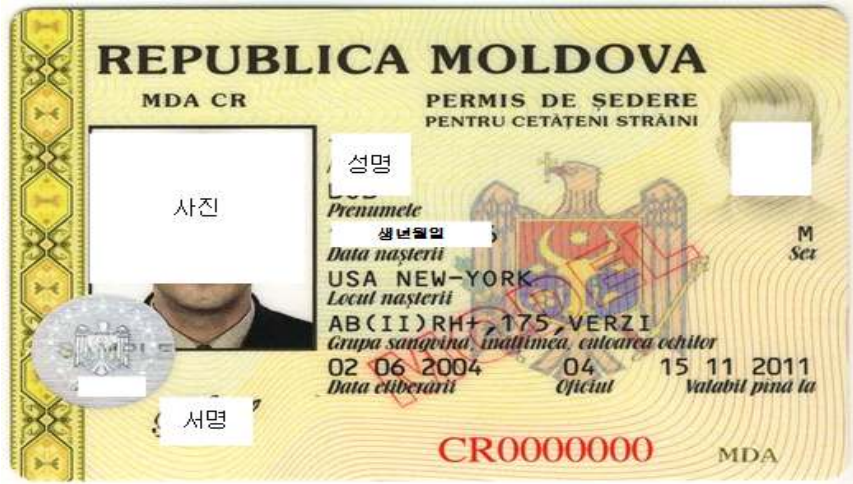 REPUBLICA MOLDOVA
MDA CR
PERMIS DE ȘEDERE
PENTRU CETĂȚENI STRĂINI
사진
성명
Prenumele
생년월일
M
Data nașterii
Sex
USA NEW-YORK
Locul nașterii
AB(II)RH+,175,VERZI
Grupa sangvină, înălțimea, culoarea ochilor
02 06 2004 04 15 11 2011
Data eliberării Oficiul Valabil pînă la
서명
MODEL
CR0000000
MDA